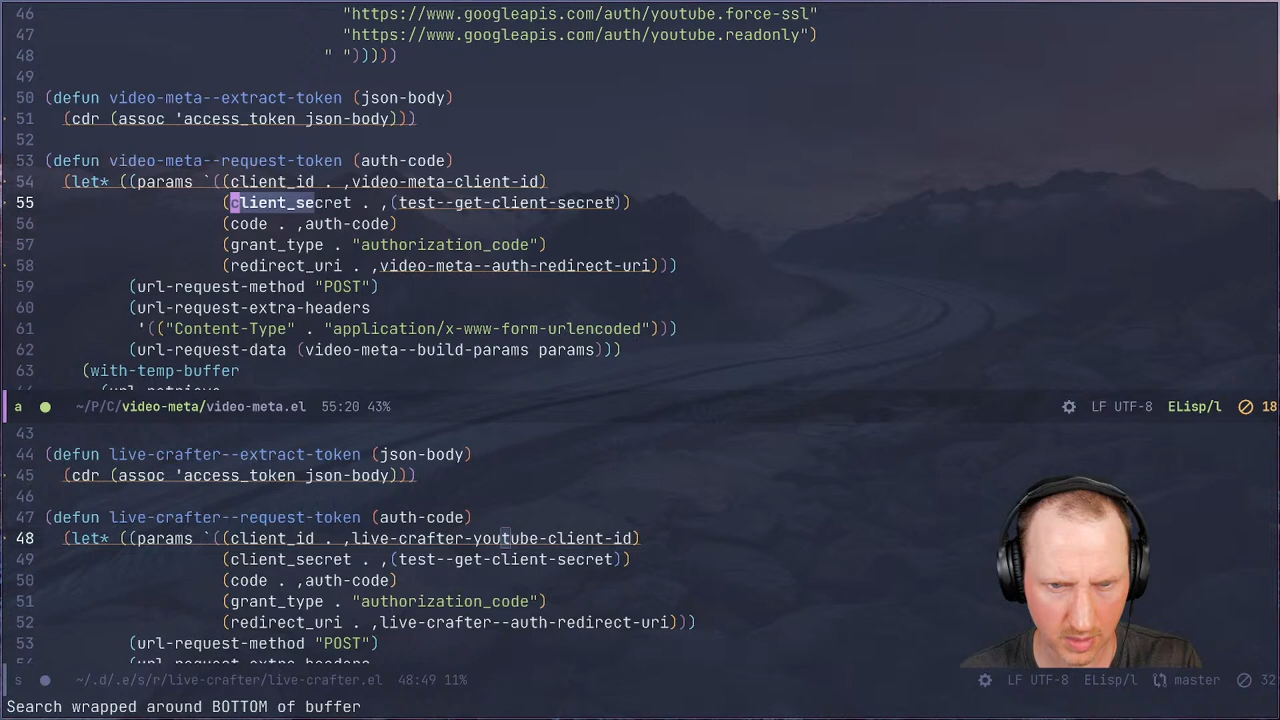 46 "https://www.googleapis.com/auth/youtube.force-ssl"
47 "https://www.googleapis.com/auth/youtube.readonly")
48 " ")))))
49
50 (defun video-meta--extract-token (json-body)
51 (cdr (assoc 'access_token json-body)))
52
53 (defun video-meta--request-token (auth-code)
54 (let* ((params `((client_id . ,video-meta-client-id)
55 (client_secret . ,(test--get-client-secret))
56 (code . ,auth-code)
57 (grant_type . "authorization_code")
58 (redirect_uri . ,video-meta--auth-redirect-uri)))
59 (url-request-method "POST")
60 (url-request-extra-headers
61 '(("Content-Type" . "application/x-www-form-urlencoded")))
62 (url-request-data (video-meta--build-params params)))
63 (with-temp-buffer
(url-retrieve
a ~/P/C/video-meta/video-meta.el 55:20 43% LF UTF-8 ELisp/l 18
43
44 (defun live-crafter--extract-token (json-body)
45 (cdr (assoc 'access_token json-body)))
46
47 (defun live-crafter--request-token (auth-code)
48 (let* ((params `((client_id . ,live-crafter-youtube-client-id)
49 (client_secret . ,(test--get-client-secret))
50 (code . ,auth-code)
51 (grant_type . "authorization_code")
52 (redirect_uri . ,live-crafter--auth-redirect-uri)))
53 (url-request-method "POST")
54 (url-request-extra-headers
s ~/.d/.e/s/r/live-crafter/live-crafter.el 48:49 11% LF UTF-8 ELisp/l master 32
Search wrapped around BOTTOM of buffer